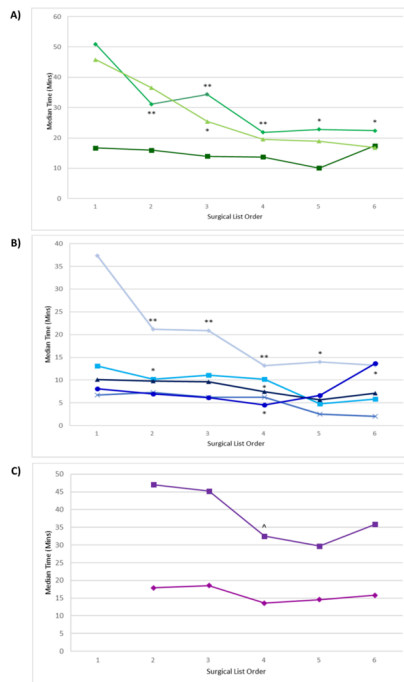 A)
60
50
40
30
20
10
0
Median Time (Mins)
** ** ** * *
*
1 2 3 4 5 6
Surgical List Order
B)
40
35
30
25
20
15
10
5
0
Median Time (Mins)
** ** ** *
* * *
*
1 2 3 4 5 6
Surgical List Order
C)
50
45
40
35
30
25
20
15
10
5
0
Median Time (Mins)
^
1 2 3 4 5 6
Surgical List Order